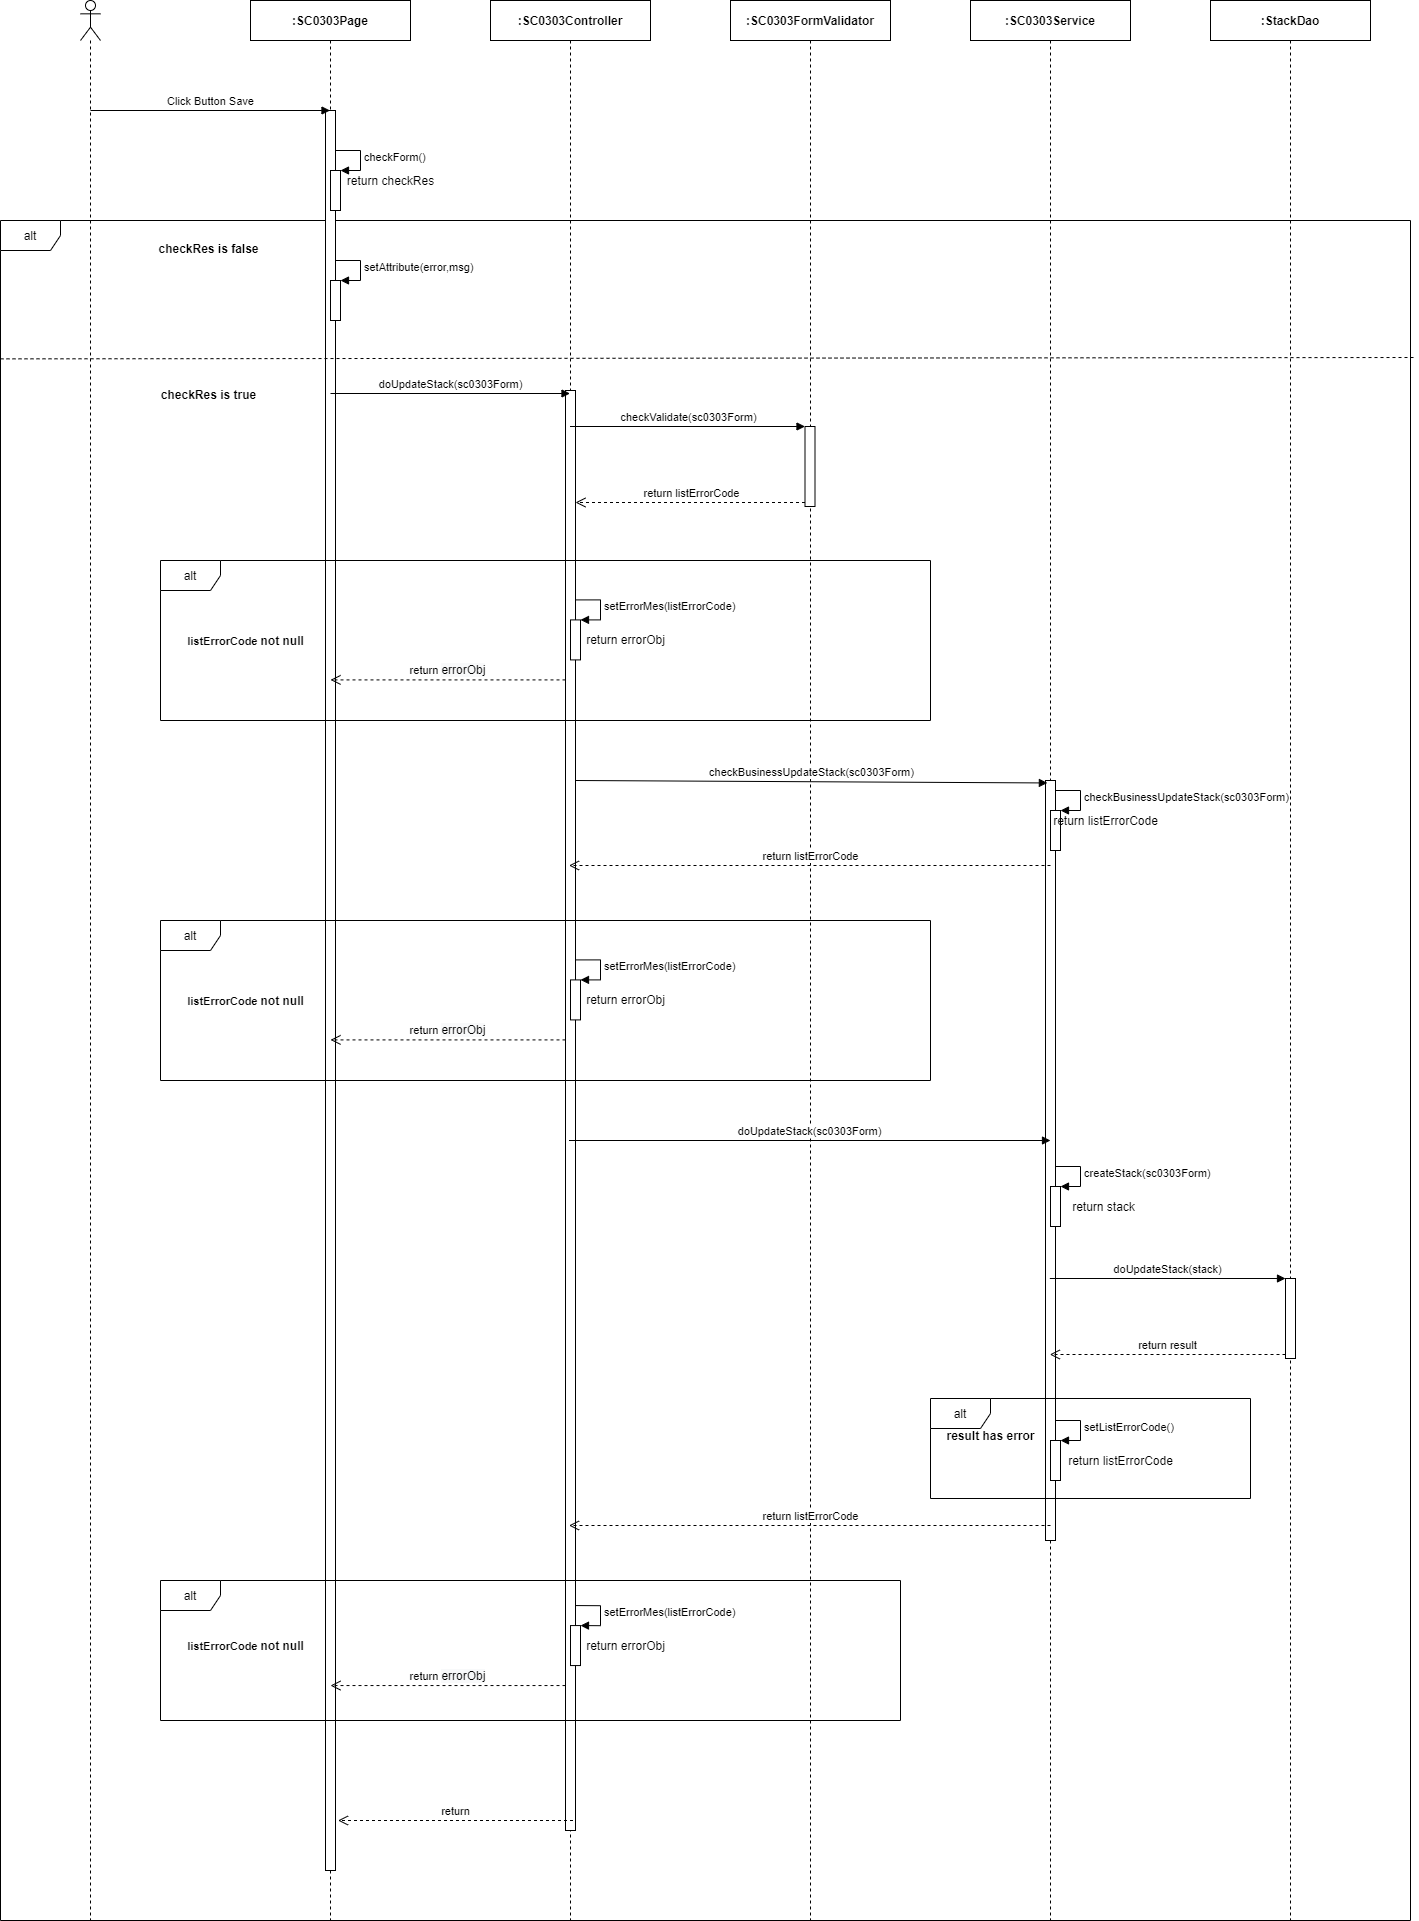 :SC0303Page
:SC0303Controller
:SC0303FormValidator
:SC0303Service
:StackDao
Click Button Save
checkForm()
return checkRes
alt
checkRes is false
setAttribute(error,msg)
checkRes is true
doUpdateStack(sc0303Form)
checkValidate(sc0303Form)
return listErrorCode
alt
setErrorMes(listErrorCode)
listErrorCode not null
return errorObj
return errorObj
checkBusinessUpdateStack(sc0303Form)
checkBusinessUpdateStack(sc0303Form)
return listErrorCode
return listErrorCode
alt
setErrorMes(listErrorCode)
listErrorCode not null
return errorObj
return errorObj
doUpdateStack(sc0303Form)
createStack(sc0303Form)
return stack
doUpdateStack(stack)
return result
alt
setListErrorCode()
result has error
return listErrorCode
return listErrorCode
alt
setErrorMes(listErrorCode)
listErrorCode not null
return errorObj
return errorObj
return